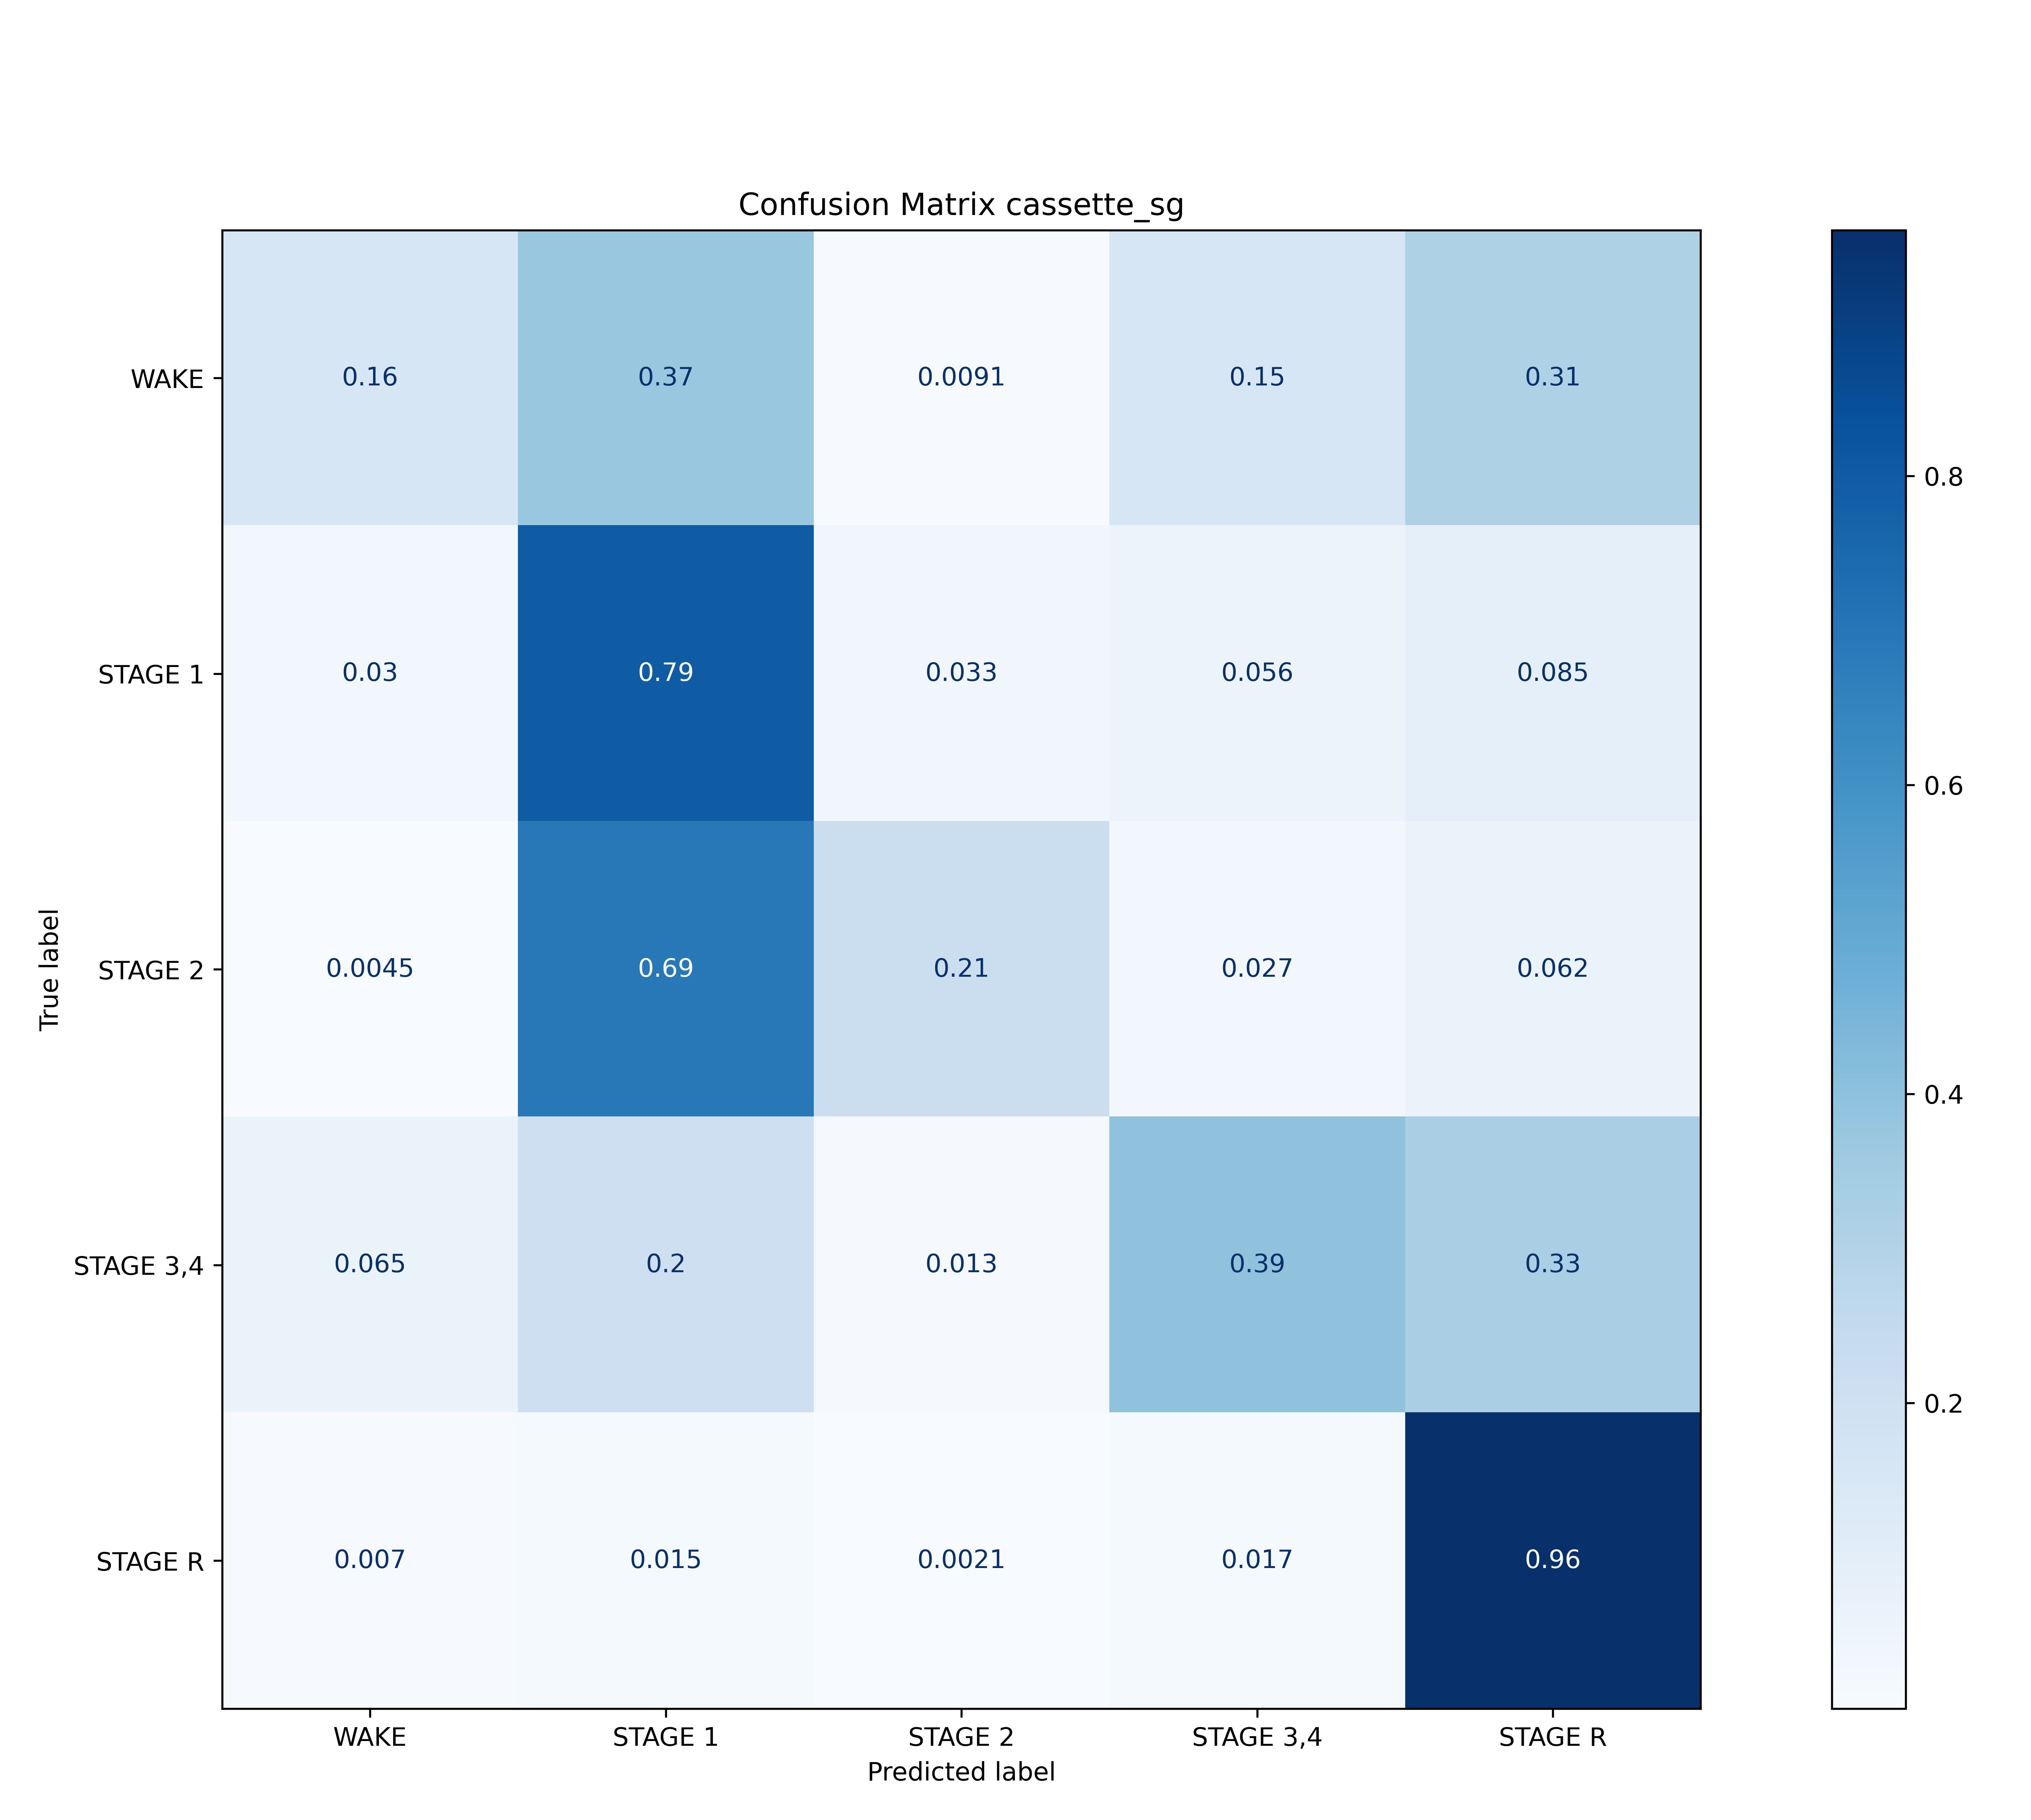 Confusion Matrix cassette_sg
WAKE 0.16 0.37 0.0091 0.15 0.31
STAGE 1 0.03 0.79 0.033 0.056 0.085
STAGE 2 0.0045 0.69 0.21 0.027 0.062
STAGE 3,4 0.065 0.2 0.013 0.39 0.33
STAGE R 0.007 0.015 0.0021 0.017 0.96
WAKE STAGE 1 STAGE 2 STAGE 3,4 STAGE R
Predicted label
True label
0.8
0.6
0.4
0.2